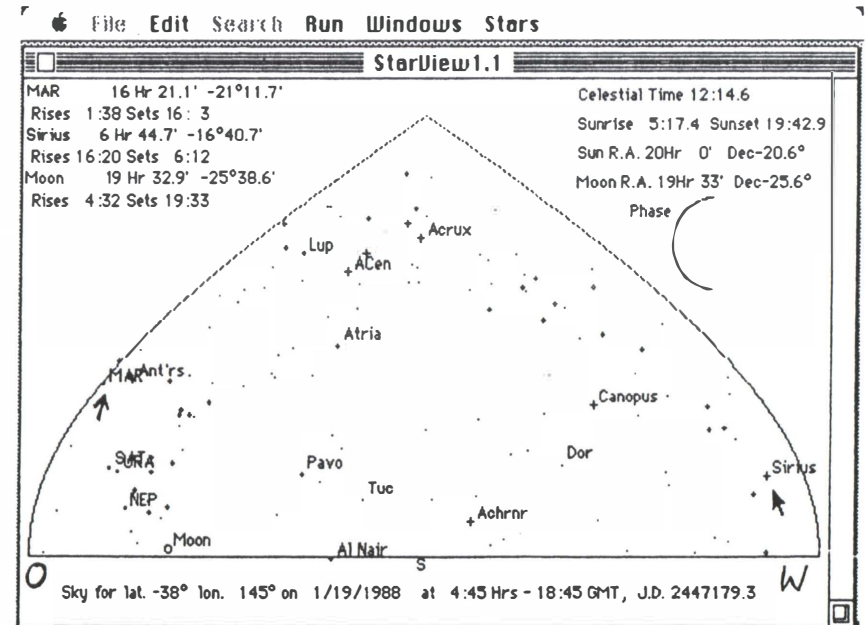 File Edit Search Run Windows Stars
StarView1.1
MAR 16 Hr 21.1' -21°11.7'
Rises 1:38 Sets 16: 3
Sirius 6 Hr 44.7' -16°40.7'
Rises 16:20 Sets 6:12
Moon 19 Hr 32.9' -25°38.6'
Rises 4:32 Sets 19:33
Celestial Time 12:14.6
Sunrise 5:17.4 Sunset 19:42.9
Sun R.A. 20Hr 0' Dec-20.6°
Moon R.A. 19Hr 33' Dec-25.6°
Phase
Acrux
Lup
ACen
Atria
MAR Ant'rs
Canopus
SAT URA
Pavo
Dor
Sirius
Tuc
NEP
Achrnr
Moon
Al Nair
S
O
W
Sky for lat. -38° lon. 145° on 1/19/1988 at 4:45 Hrs - 18:45 GMT, J.D. 2447179.3